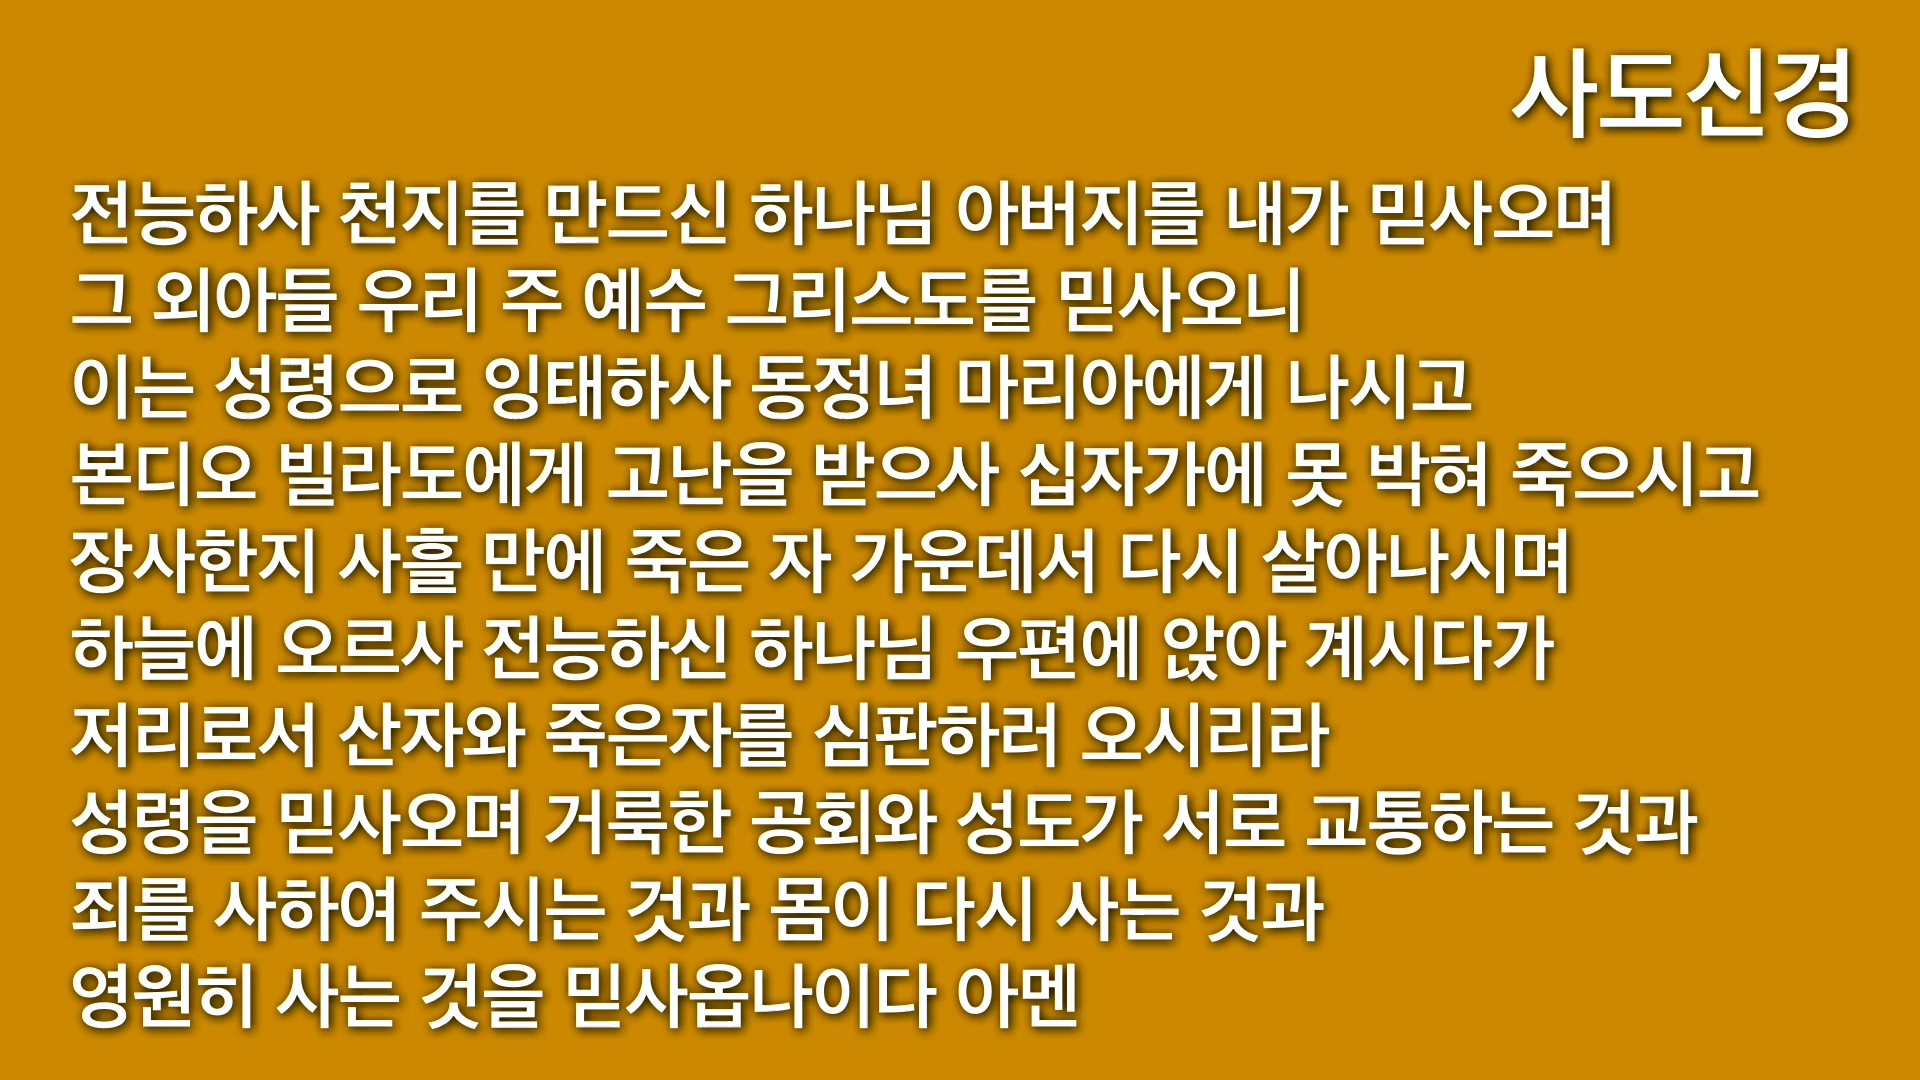 사도신경
전능하사 천지를 만드신 하나님 아버지를 내가 믿사오며
그 외아들 우리 주 예수 그리스도를 믿사오니
이는 성령으로 잉태하사 동정녀 마리아에게 나시고
본디오 빌라도에게 고난을 받으사 십자가에 못 박혀 죽으시고
장사한지 사흘 만에 죽은 자 가운데서 다시 살아나시며
하늘에 오르사 전능하신 하나님 우편에 앉아 계시다가
저리로서 산자와 죽은자를 심판하러 오시리라
성령을 믿사오며 거룩한 공회와 성도가 서로 교통하는 것과
죄를 사하여 주시는 것과 몸이 다시 사는 것과
영원히 사는 것을 믿사옵나이다 아멘